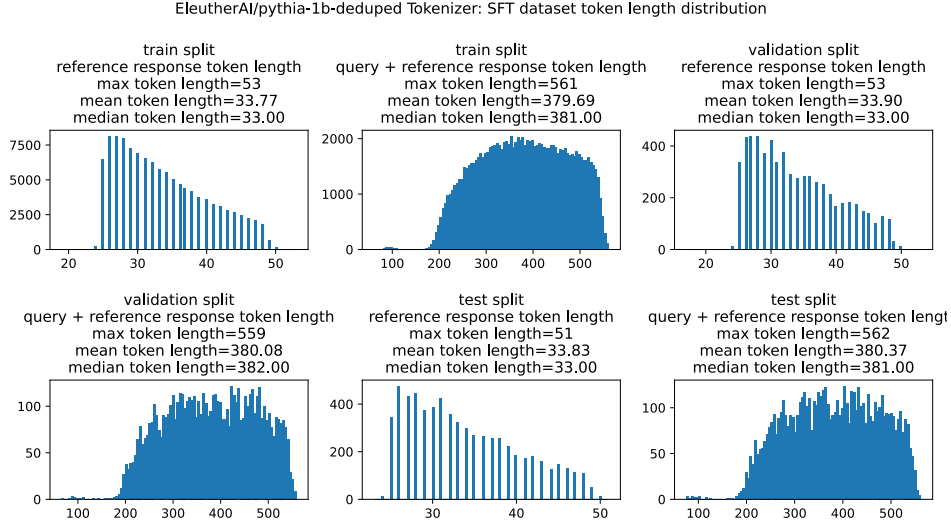 EleutherAI/pythia-1b-deduped Tokenizer: SFT dataset token length distribution
train split
reference response token length
max token length=53
mean token length=33.77
median token length=33.00
7500
5000
2500
0
20
30
40
50
train split
query + reference response token length
max token length=561
mean token length=379.69
median token length=381.00
2000
1000
0
100
200
300
400
500
validation split
reference response token length
max token length=53
mean token length=33.90
median token length=33.00
400
200
0
20
30
40
50
validation split
query + reference response token length
max token length=559
mean token length=380.08
median token length=382.00
100
50
0
100
200
300
400
500
test split
reference response token length
max token length=51
mean token length=33.83
median token length=33.00
400
200
0
30
40
50
test split
query + reference response token lengt
max token length=562
mean token length=380.37
median token length=381.00
100
50
0
100
200
300
400
500